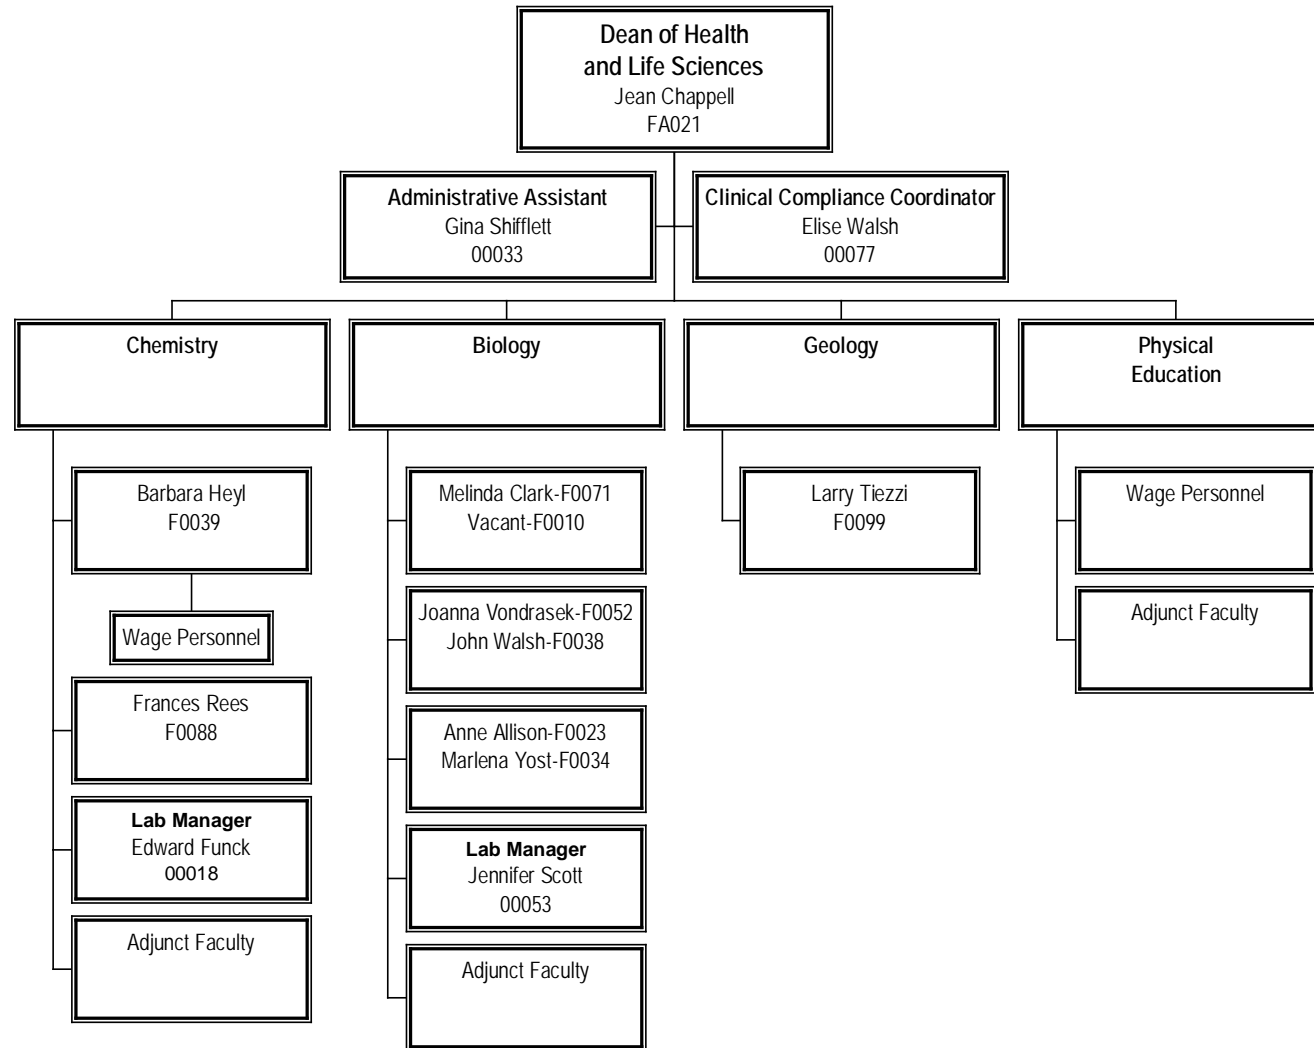 Dean of Health
and Life Sciences
Jean Chappell
FA021
Administrative Assistant
Gina Shifflett
00033
Clinical Compliance Coordinator
Elise Walsh
00077
Chemistry
Barbara Heyl
F0039
Wage Personnel
Frances Rees
F0088
Lab Manager
Edward Funck
00018
Adjunct Faculty
Biology
Melinda Clark-F0071
Vacant-F0010
Joanna Vondrasek-F0052
John Walsh-F0038
Anne Allison-F0023
Marlena Yost-F0034
Lab Manager
Jennifer Scott
00053
Adjunct Faculty
Geology
Larry Tiezzi
F0099
Physical
Education
Wage Personnel
Adjunct Faculty